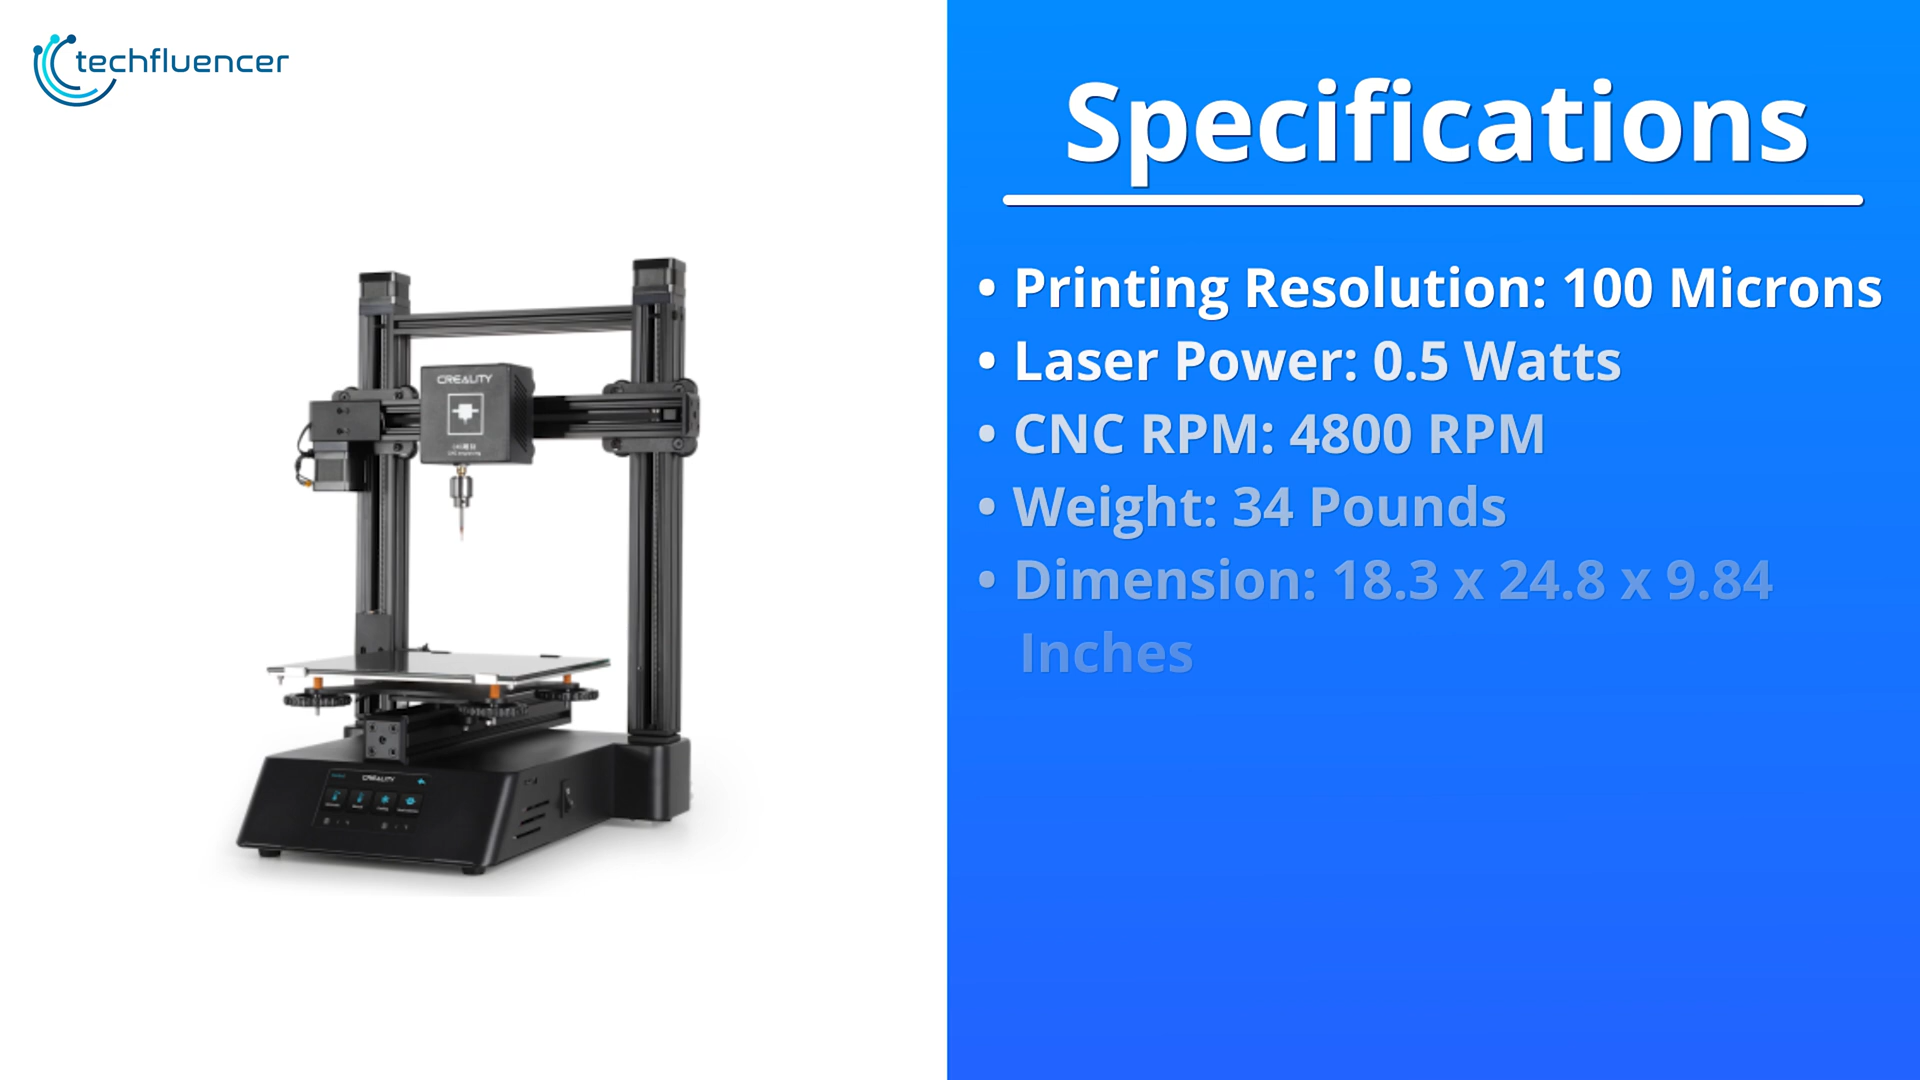 techfluencer
Specifications
• Printing Resolution: 100 Microns
• Laser Power: 0.5 Watts
• CNC RPM: 4800 RPM
• Weight: 34 Pounds
• Dimension: 18.3 x 24.8 x 9.84
Inches
CREALITY
CREALITY